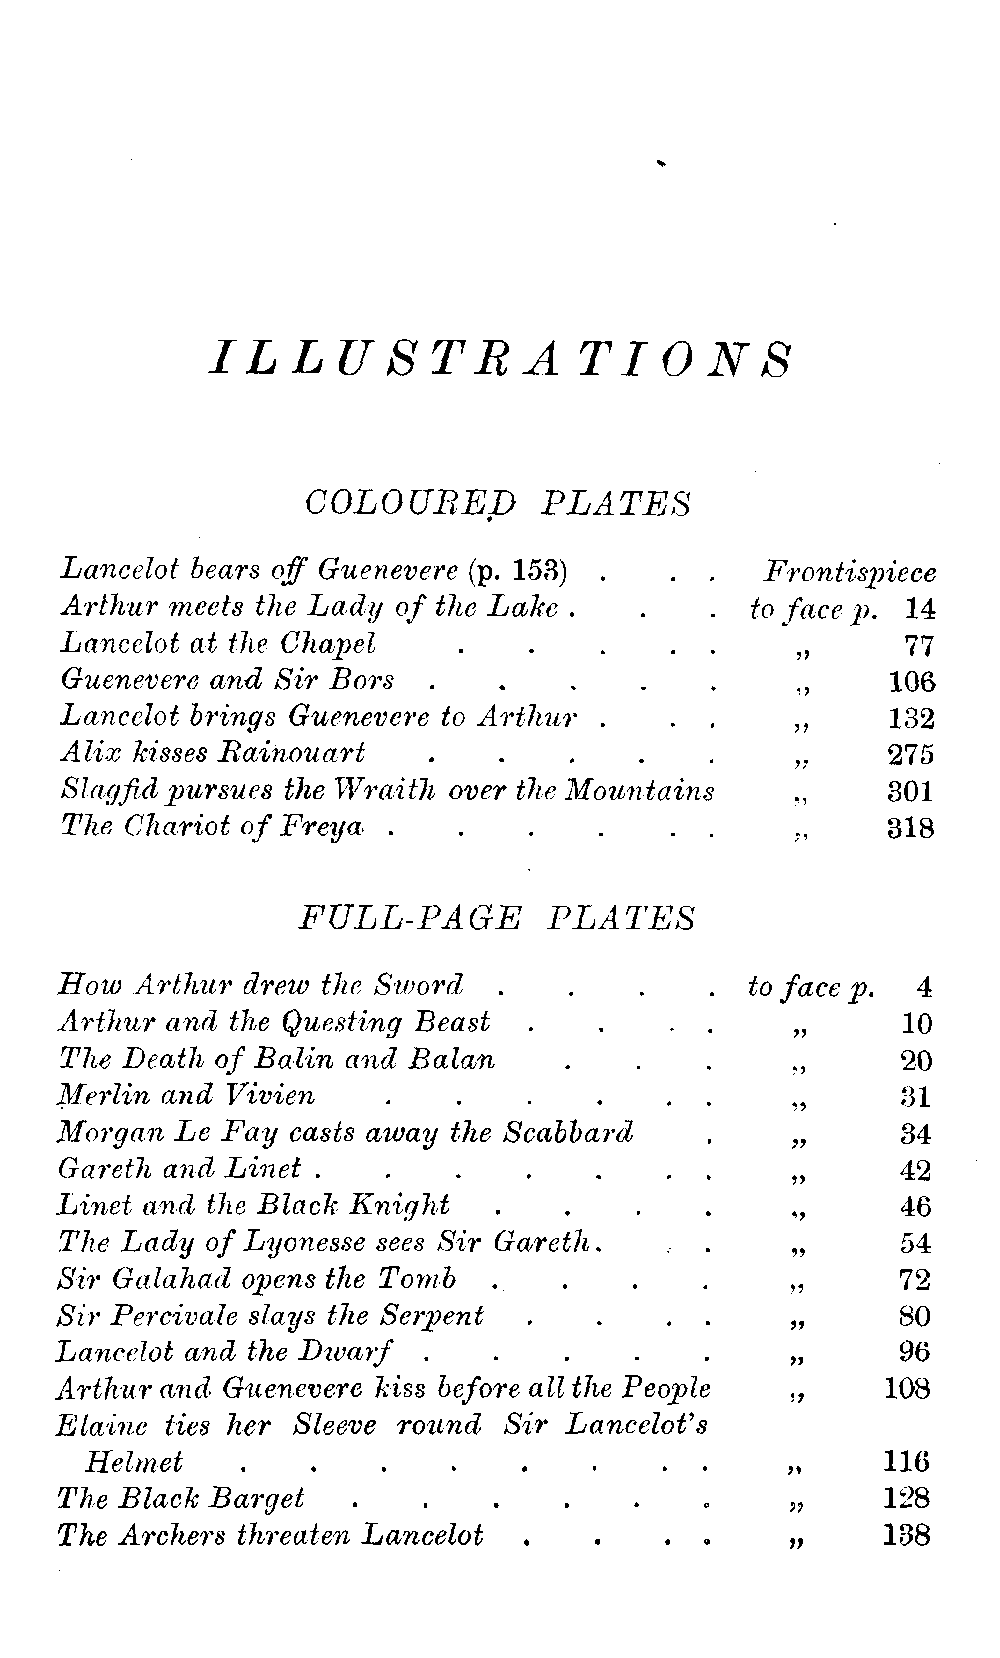 ILLUSTRATIONS
COLOURED PLATES
Lancelot bears off Guenevere (p. 153) . . . Frontispiece
Arthur meets the Lady of the Lake . . . to face p. 14
Lancelot at the Chapel . . . . . „ 77
Guenevere and Sir Bors . . . . . „ 106
Lancelot brings Guenevere to Arthur . . . „ 132
Alix kisses Rainouart . . . . . „ 275
Slagfid pursues the Wraith over the Mountains „ 301
The Chariot of Freya . . . . . . „ 318
FULL-PAGE PLATES
How Arthur drew the Sword . . . . to face p. 4
Arthur and the Questing Beast . . . . „ 10
The Death of Balin and Balan . . . „ 20
Merlin and Vivien . . . . . . „ 31
Morgan Le Fay casts away the Scabbard . „ 34
Gareth and Linet . . . . . . . „ 42
Linet and the Black Knight . . . . „ 46
The Lady of Lyonesse sees Sir Gareth . . . „ 54
Sir Galahad opens the Tomb . . . . „ 72
Sir Percivale slays the Serpent . . . . „ 80
Lancelot and the Dwarf . . . . . „ 96
Arthur and Guenevere kiss before all the People „ 108
Elaine ties her Sleeve round Sir Lancelot's
Helmet . . . . . . . . „ 116
The Black Barget . . . . . . „ 128
The Archers threaten Lancelot . . . . „ 138